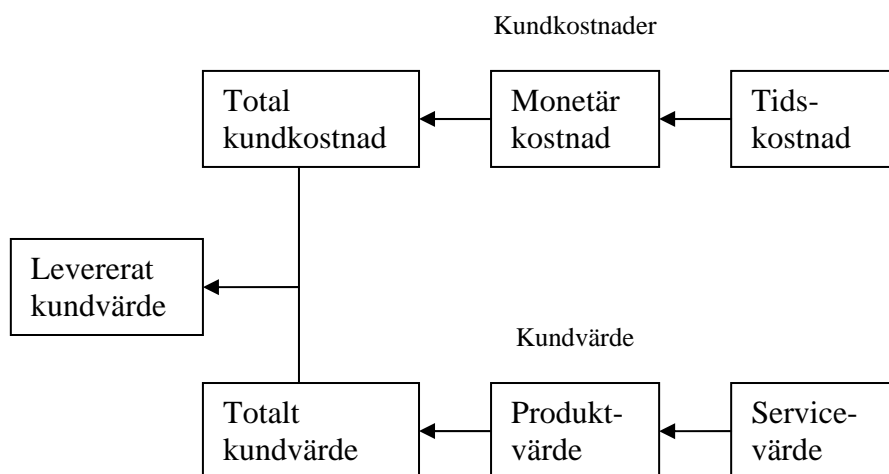 Kundkostnader
Total
kundkostnad
Monetär
kostnad
Tids-
kostnad
Levererat
kundvärde
Kundvärde
Totalt
kundvärde
Produkt-
värde
Service-
värde